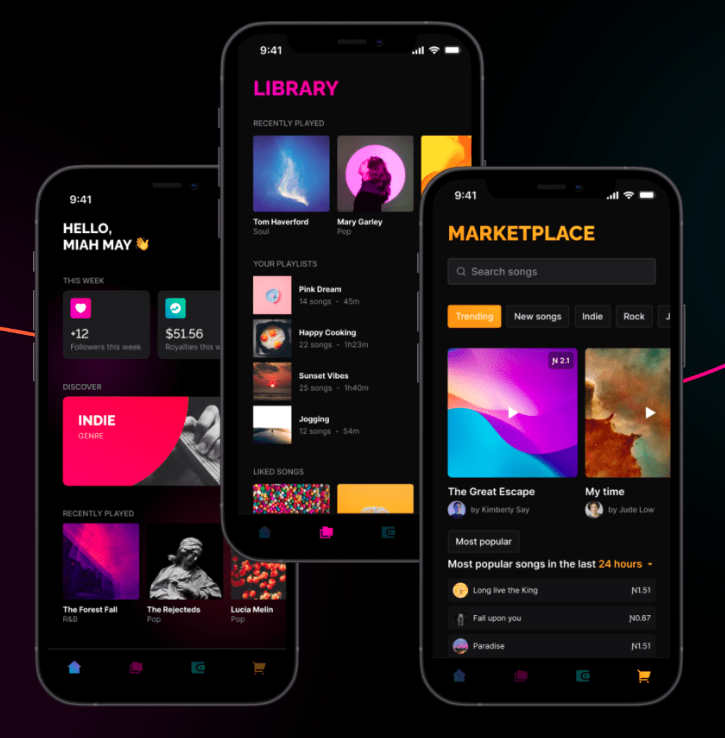 9:41
HELLO,
MIAH MAY 👋
THIS WEEK
+12
Followers this week
$51.56
Royalties this w
DISCOVER
INDIE
GENRE
RECENTLY PLAYED
The Forest Fall
R&B
The Rejecteds
Pop
Lucia Melin
Pop
9:41
LIBRARY
RECENTLY PLAYED
Tom Haverford
Soul
Mary Garley
Pop
YOUR PLAYLISTS
Pink Dream
14 songs - 45m
Happy Cooking
22 songs - 1h23m
Sunset Vibes
25 songs - 1h40m
Jogging
12 songs - 54m
LIKED SONGS
9:41
MARKETPLACE
Search songs
Trending
New songs
Indie
Rock
J
₦ 2.1
The Great Escape
by Kimberly Say
My time
by Jude Low
Most popular
Most popular songs in the last 24 hours
Long live the King
₦1.51
Fall upon you
₦0.67
Paradise
₦1.51